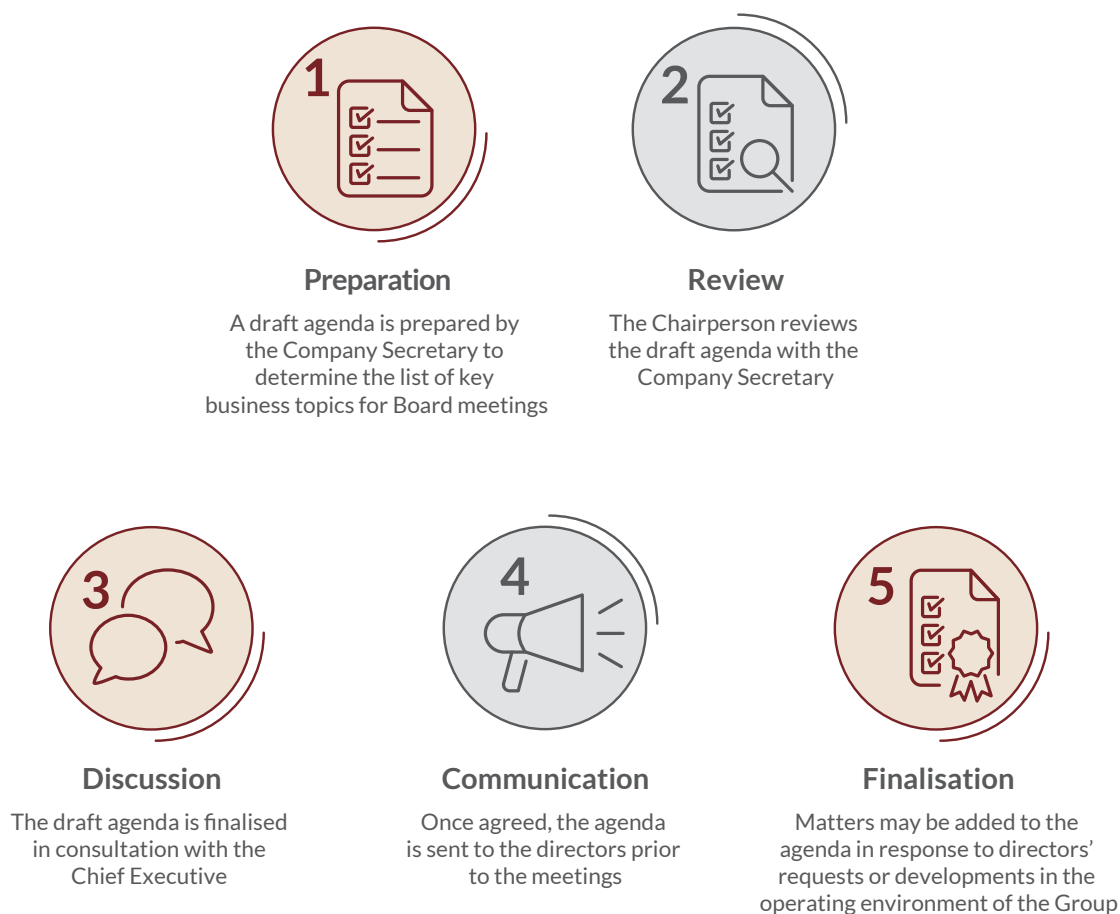 1
Preparation
A draft agenda is prepared by
the Company Secretary to
determine the list of key
business topics for Board meetings
2
Review
The Chairperson reviews
the draft agenda with the
Company Secretary
3
Discussion
The draft agenda is finalised
in consultation with the
Chief Executive
4
Communication
Once agreed, the agenda
is sent to the directors prior
to the meetings
5
Finalisation
Matters may be added to the
agenda in response to directors’
requests or developments in the
operating environment of the Group